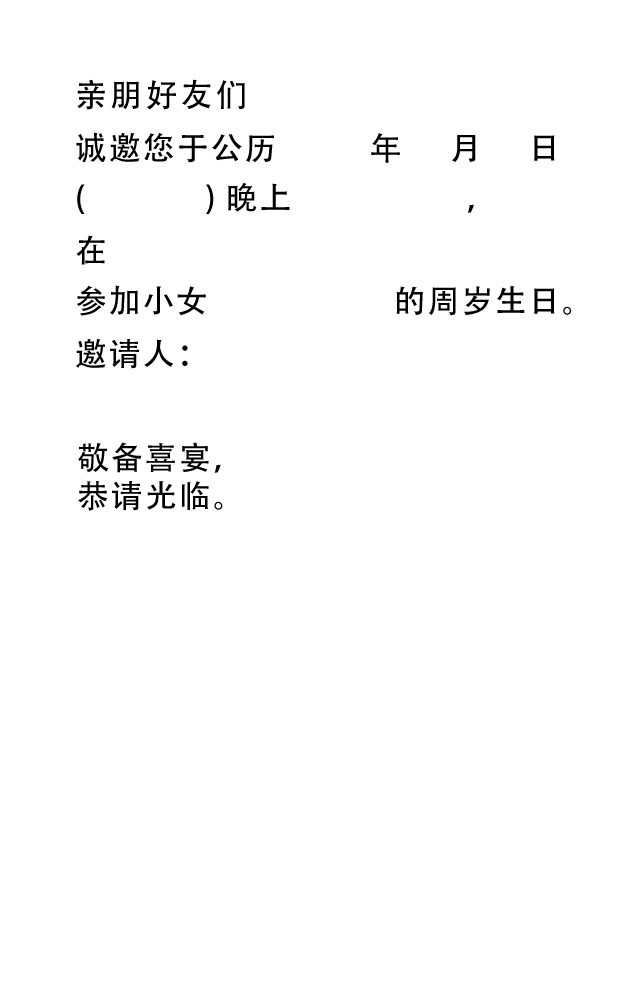 亲朋好友们
诚邀您于公历 年 月 日
( ) 晚上 ,
在
参加小女 的周岁生日。
邀请人：
敬备喜宴,
恭请光临。